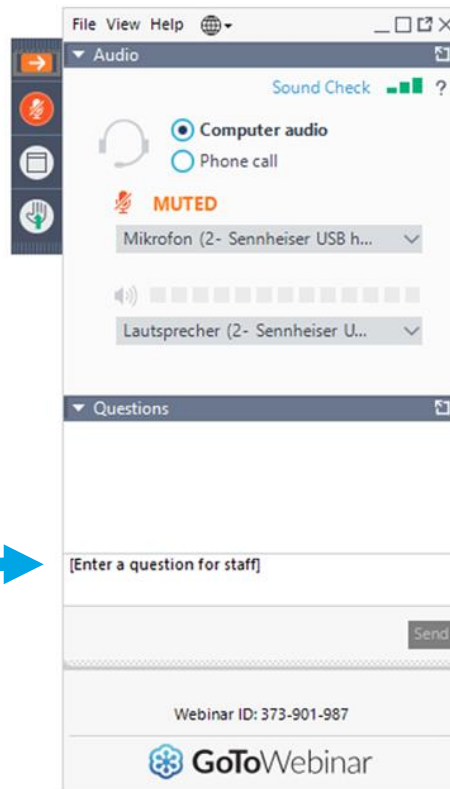 File View Help
Audio
Sound Check ?
Computer audio
Phone call
MUTED
Mikrofon (2- Sennheiser USB h...
Lautsprecher (2- Sennheiser U...
Questions
[Enter a question for staff]
Send
Webinar ID: 373-901-987
GoToWebinar